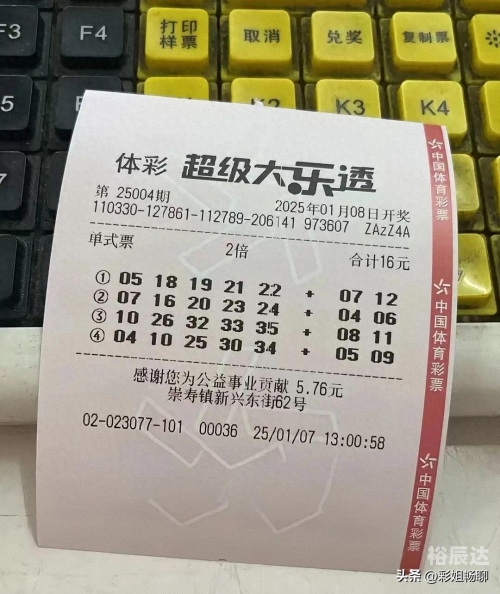 F3
F4
打印
样票
取消
兑奖
复制票
5
F
K2
K3
K4
体彩 超级大乐透
第 25004期
2025年01月08日开奖
110330-127861-112789-206141 973607 ZAzZ4A
单式票 2倍 合计16元
① 05 18 19 21 22 + 07 12
② 07 16 20 23 24 + 04 06
③ 10 26 32 33 35 + 08 11
④ 04 10 25 30 34 + 05 09
感谢您为公益事业贡献 5.76元
崇寿镇新兴东街62号
02-023077-101 00036 25/01/07 13:00:58
中国体育彩票
中国体育彩票
中国体育彩票
裕辰达
头条 @彩姐畅聊